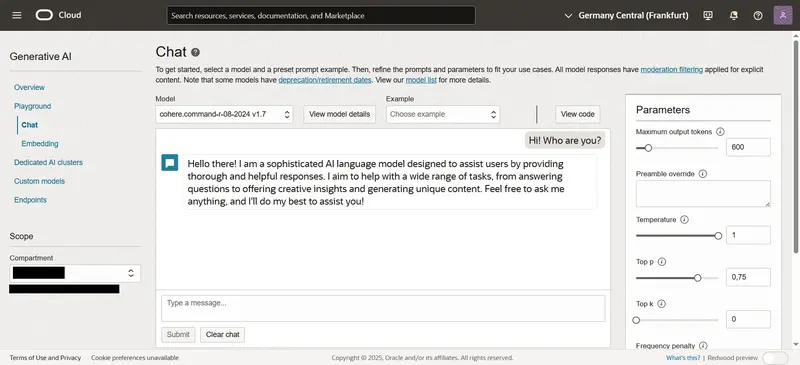 Cloud
Search resources, services, documentation, and Marketplace
Germany Central (Frankfurt)
Generative AI
Overview
Playground
Chat
Embedding
Dedicated AI clusters
Custom models
Endpoints
Scope
Compartment
Chat
To get started, select a model and a preset prompt example. Then, refine the prompts and parameters to fit your use cases. All model responses have moderation filtering applied for explicit
content. Note that some models have deprecation/retirement dates. View our model list for more details.
Model
cohere.command-r-08-2024 v1.7
View model details
Example
Choose example
View code
Hi! Who are you?
Hello there! I am a sophisticated AI language model designed to assist users by providing
thorough and helpful responses. I aim to help with a wide range of tasks, from answering
questions to offering creative insights and generating unique content. Feel free to ask me
anything, and I'll do my best to assist you!
Type a message...
Submit
Clear chat
Parameters
Maximum output tokens
600
Preamble override
Temperature
1
Top p
0,75
Top k
0
Frequency penalty
Terms of Use and Privacy
Cookie preferences unavailable
Copyright © 2025, Oracle and/or its affiliates. All rights reserved.
What's this?
Redwood preview